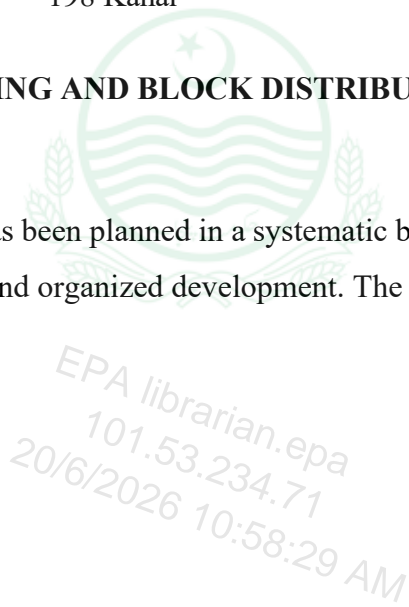 198 Kanal
ING AND BLOCK DISTRIBU
s been planned in a systematic b
nd organized development. The
EPA librarian.epa
101.53.234.71
20/6/2026 10:58:29 AM